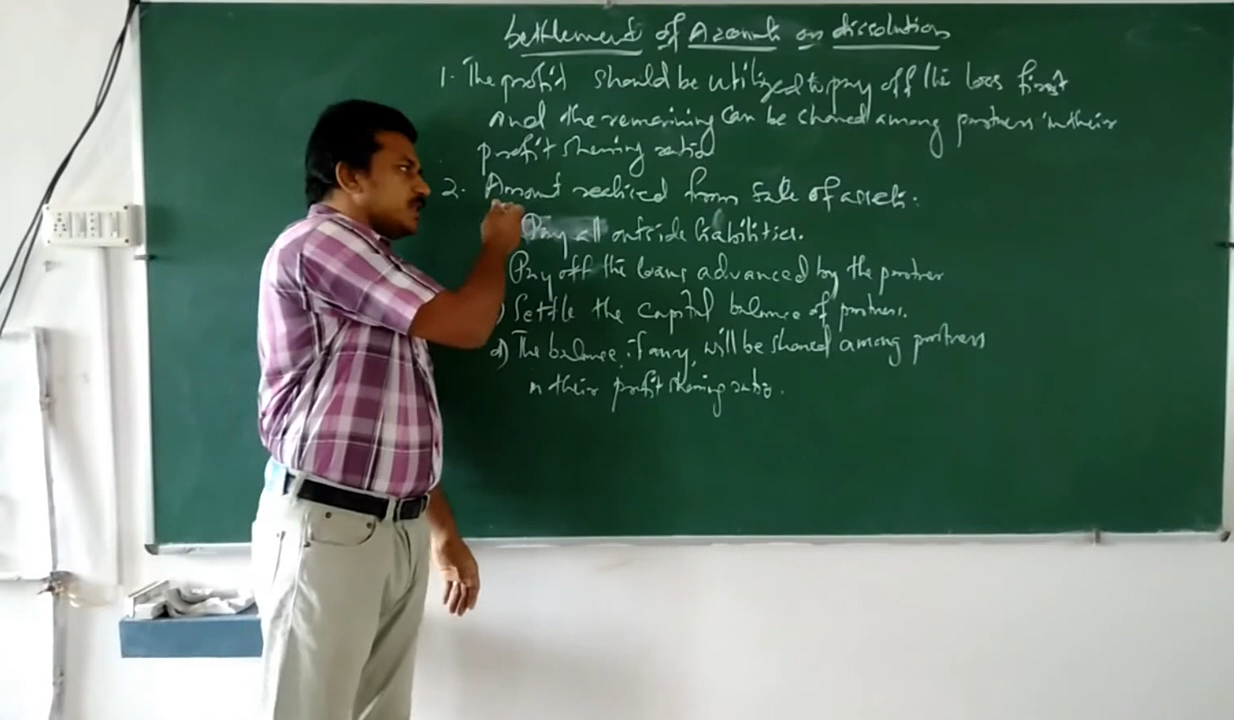 Settlement of Accounts on dissolution
1. The profit should be utilized to pay off the loss first
and the remaining can be shared among partners in their
profit sharing ratio
2. Amount realised from sale of assets.
Pay all outside liabilities.
Pay off the loans advanced by the partner
) Settle the capital balance of partners.
d) The balance, if any, will be shared among partners
in their profit sharing ratio.